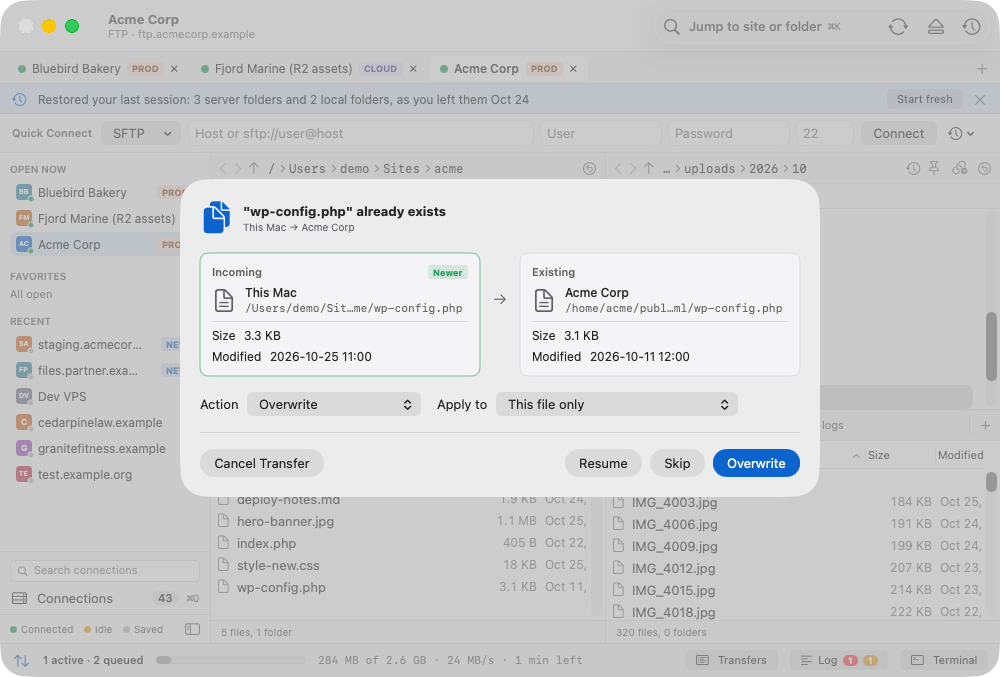 Acme Corp
FTP · ftp.acmecorp.example
Jump to site or folder ⌘K
Bluebird Bakery PROD ×
Fjord Marine (R2 assets) CLOUD ×
Acme Corp PROD ×
Restored your last session: 3 server folders and 2 local folders, as you left them Oct 24
Start fresh
Quick Connect SFTP Host or sftp://user@host User Password 22 Connect
OPEN NOW
BB Bluebird Bakery
FM Fjord Marine (R2 assets)
AC Acme Corp
FAVORITES
All open
RECENT
SA staging.acmecor...
FP files.partner.exa...
DV Dev VPS
C cedarpinelaw.example
G granitefitness.example
TE test.example.org
Search connections
Connections 43 ⌘0
Connected Idle Saved
/ > Users > demo > Sites > acme
… > uploads > 2026 > 10
"wp-config.php" already exists
This Mac → Acme Corp
Incoming Newer
This Mac
/Users/demo/Sit…me/wp-config.php
Size 3.3 KB
Modified 2026-10-25 11:00
→
Existing
Acme Corp
/home/acme/publ…ml/wp-config.php
Size 3.1 KB
Modified 2026-10-11 12:00
Action Overwrite Apply to This file only
Cancel Transfer Resume Skip Overwrite
deploy-notes.md 1.9 KB Oct 24,
hero-banner.jpg 1.1 MB Oct 25,
index.php 405 B Oct 22,
style-new.css 18 KB Oct 25,
wp-config.php 3.1 KB Oct 11,
5 files, 1 folder
logs
Size Modified
IMG_4003.jpg 184 KB Oct 25,
IMG_4006.jpg 191 KB Oct 24,
IMG_4009.jpg 199 KB Oct 24,
IMG_4012.jpg 207 KB Oct 23,
IMG_4015.jpg 214 KB Oct 23,
IMG_4018.jpg 222 KB Oct 22,
320 files, 0 folders
1 active · 2 queued 284 MB of 2.6 GB · 24 MB/s · 1 min left
Transfers Log 1 1 Terminal